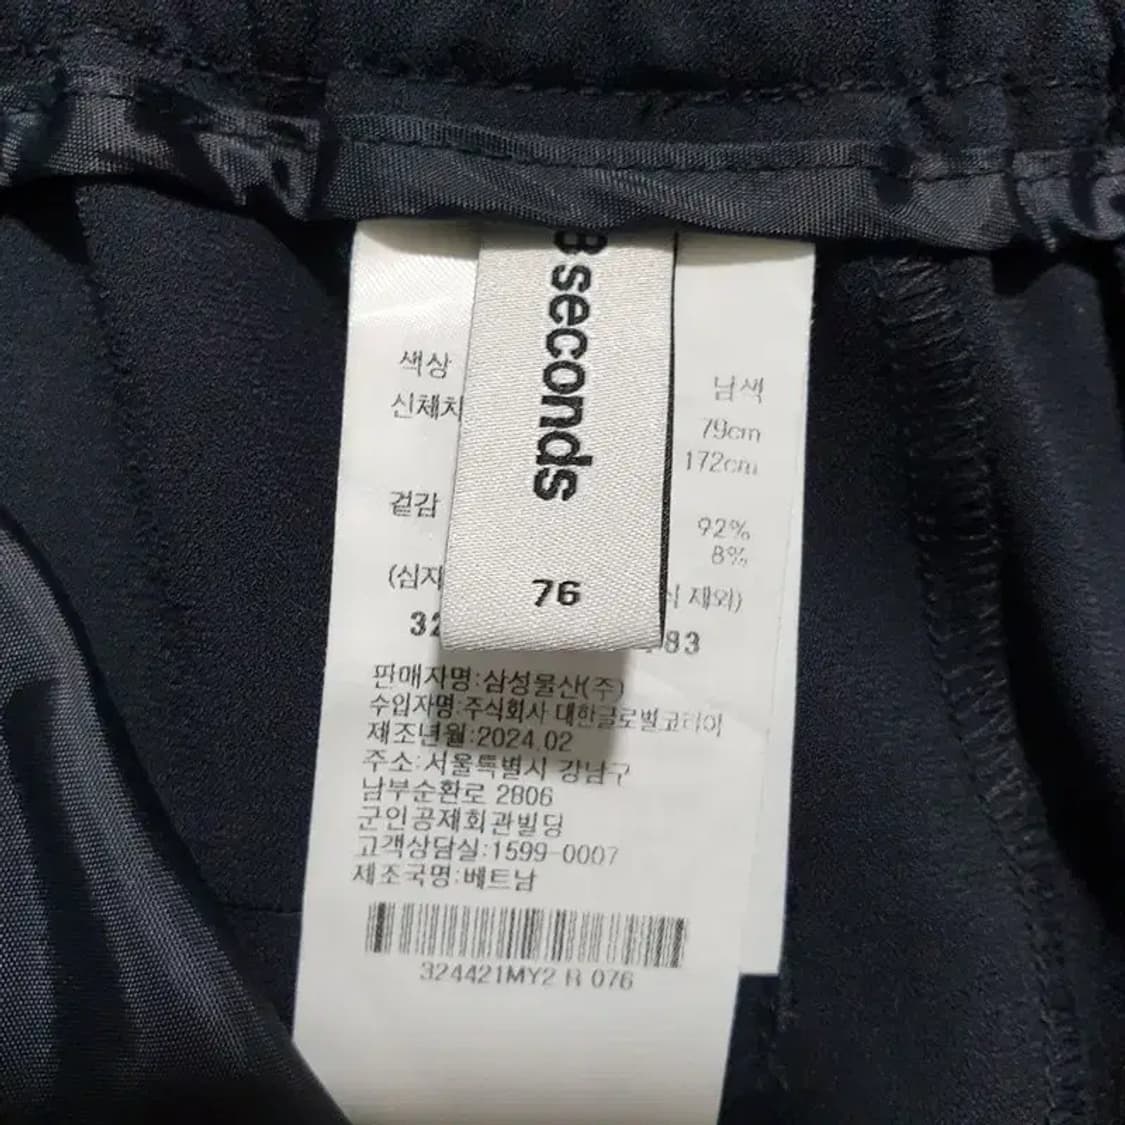 8 seconds
76
색상 남색
신체치 79cm
172cm
겉감 92%
8%
(심지 식 제외)
32 483
판매자명:삼성물산(주)
수입자명:주식회사 대한글로벌코리아
제조년월:2024.02
주소:서울특별시 강남구
남부순환로 2806
군인공제회관빌딩
고객상담실:1599-0007
제조국명:베트남
324421MY2 R 076